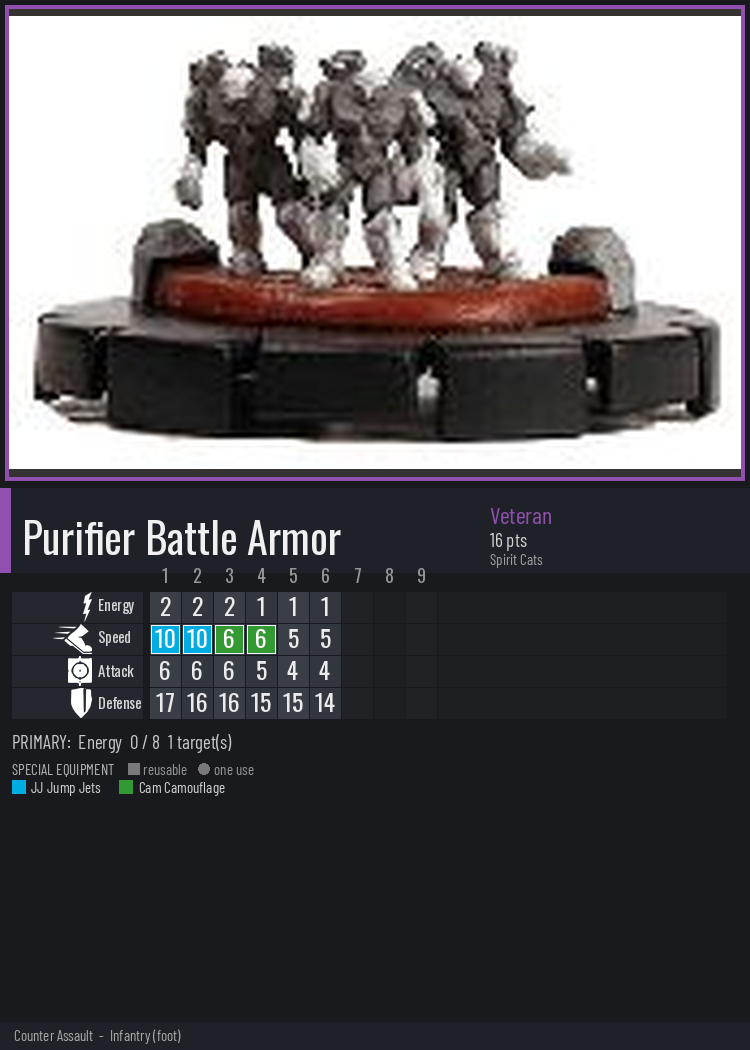 Purifier Battle Armor
Veteran
16 pts
Spirit Cats
1 2 3 4 5 6 7 8 9
Energy 2 2 2 1 1 1
Speed 10 10 6 6 5 5
Attack 6 6 6 5 4 4
Defense 17 16 16 15 15 14
PRIMARY: Energy 0 / 8 1 target(s)
SPECIAL EQUIPMENT reusable one use
JJ Jump Jets Cam Camouflage
Counter Assault - Infantry (foot)